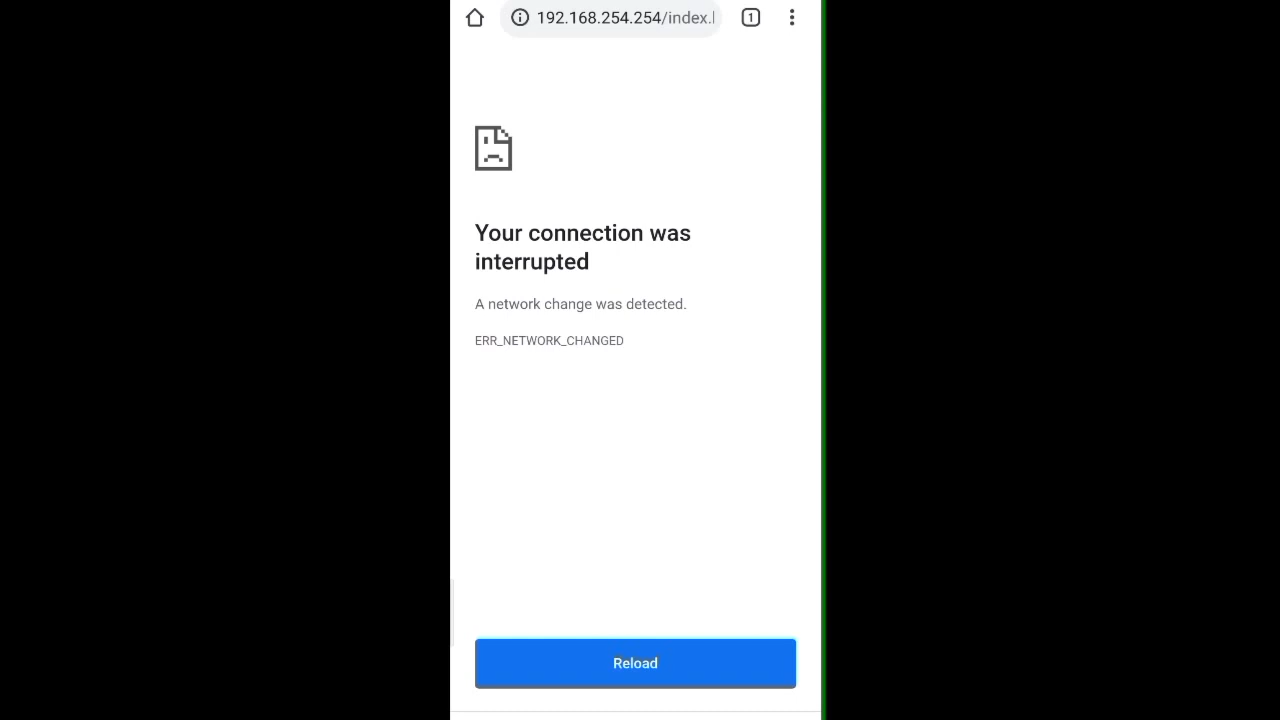 192.168.254.254/index.
1
Your connection was
interrupted
A network change was detected.
ERR_NETWORK_CHANGED
Reload